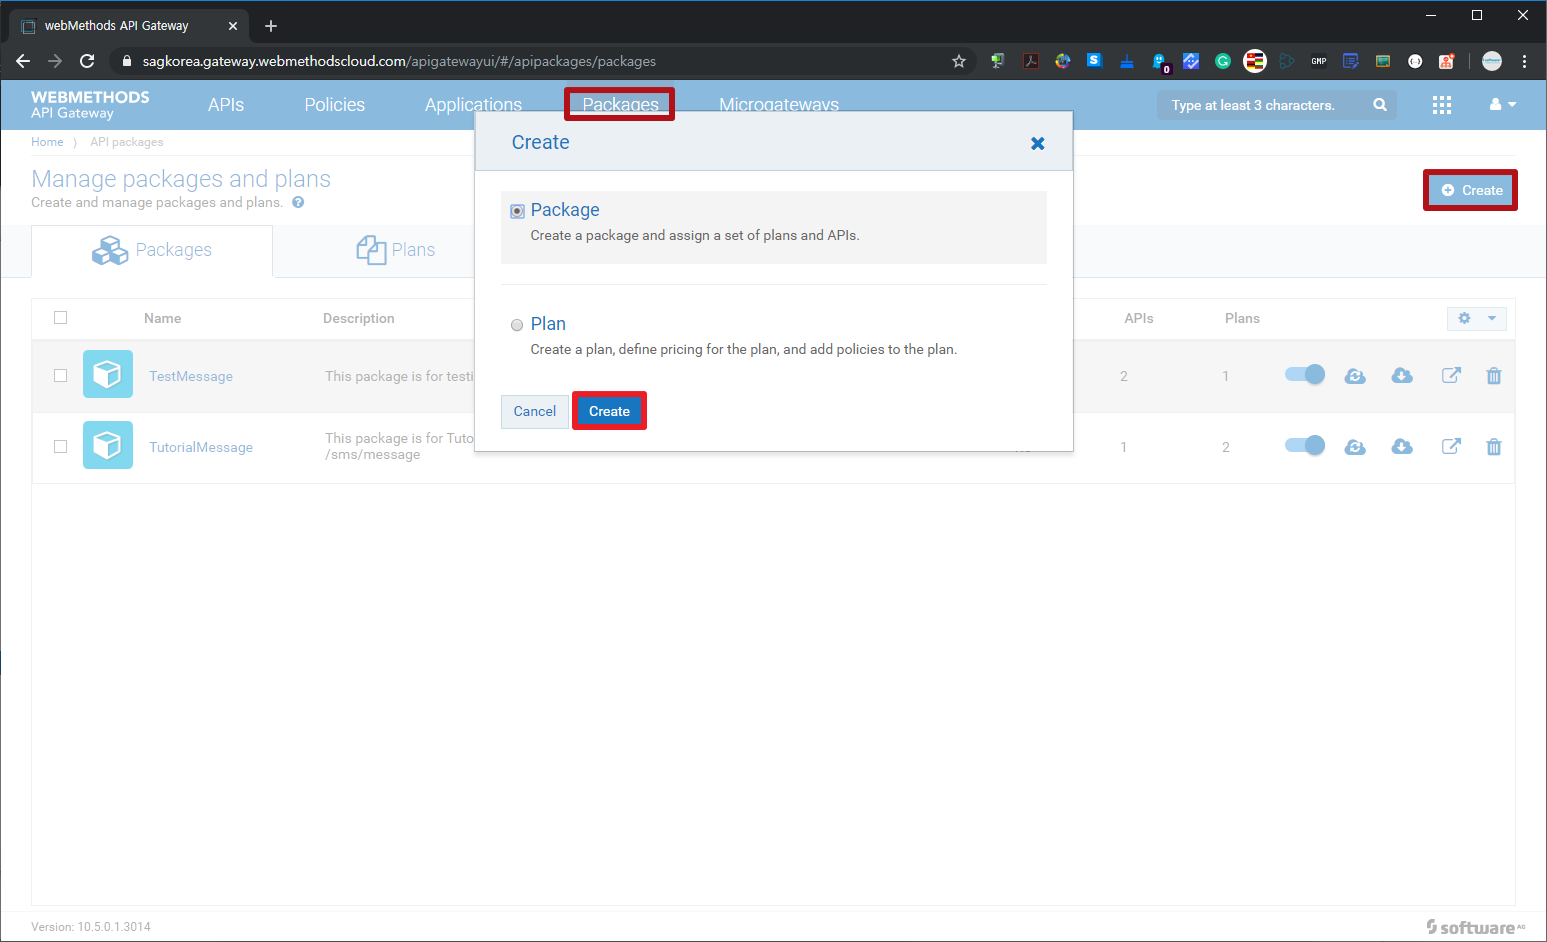 webMethods API Gateway
sagkorea.gateway.webmethodscloud.com/apigatewayui/#/apipackages/packages
S
0
G
GMP
WEBMETHODS
API Gateway
APIs
Policies
Applications
Packages
Microgateways
Type at least 3 characters.
Home
API packages
Manage packages and plans
Create and manage packages and plans.
Create
Packages
Plans
Create
Package
Create a package and assign a set of plans and APIs.
Plan
Create a plan, define pricing for the plan, and add policies to the plan.
Cancel
Create
Name
Description
APIs
Plans
TestMessage
This package is for testi
2
1
TutorialMessage
This package is for Tuto
/sms/message
1
2
Version: 10.5.0.1.3014
software AG